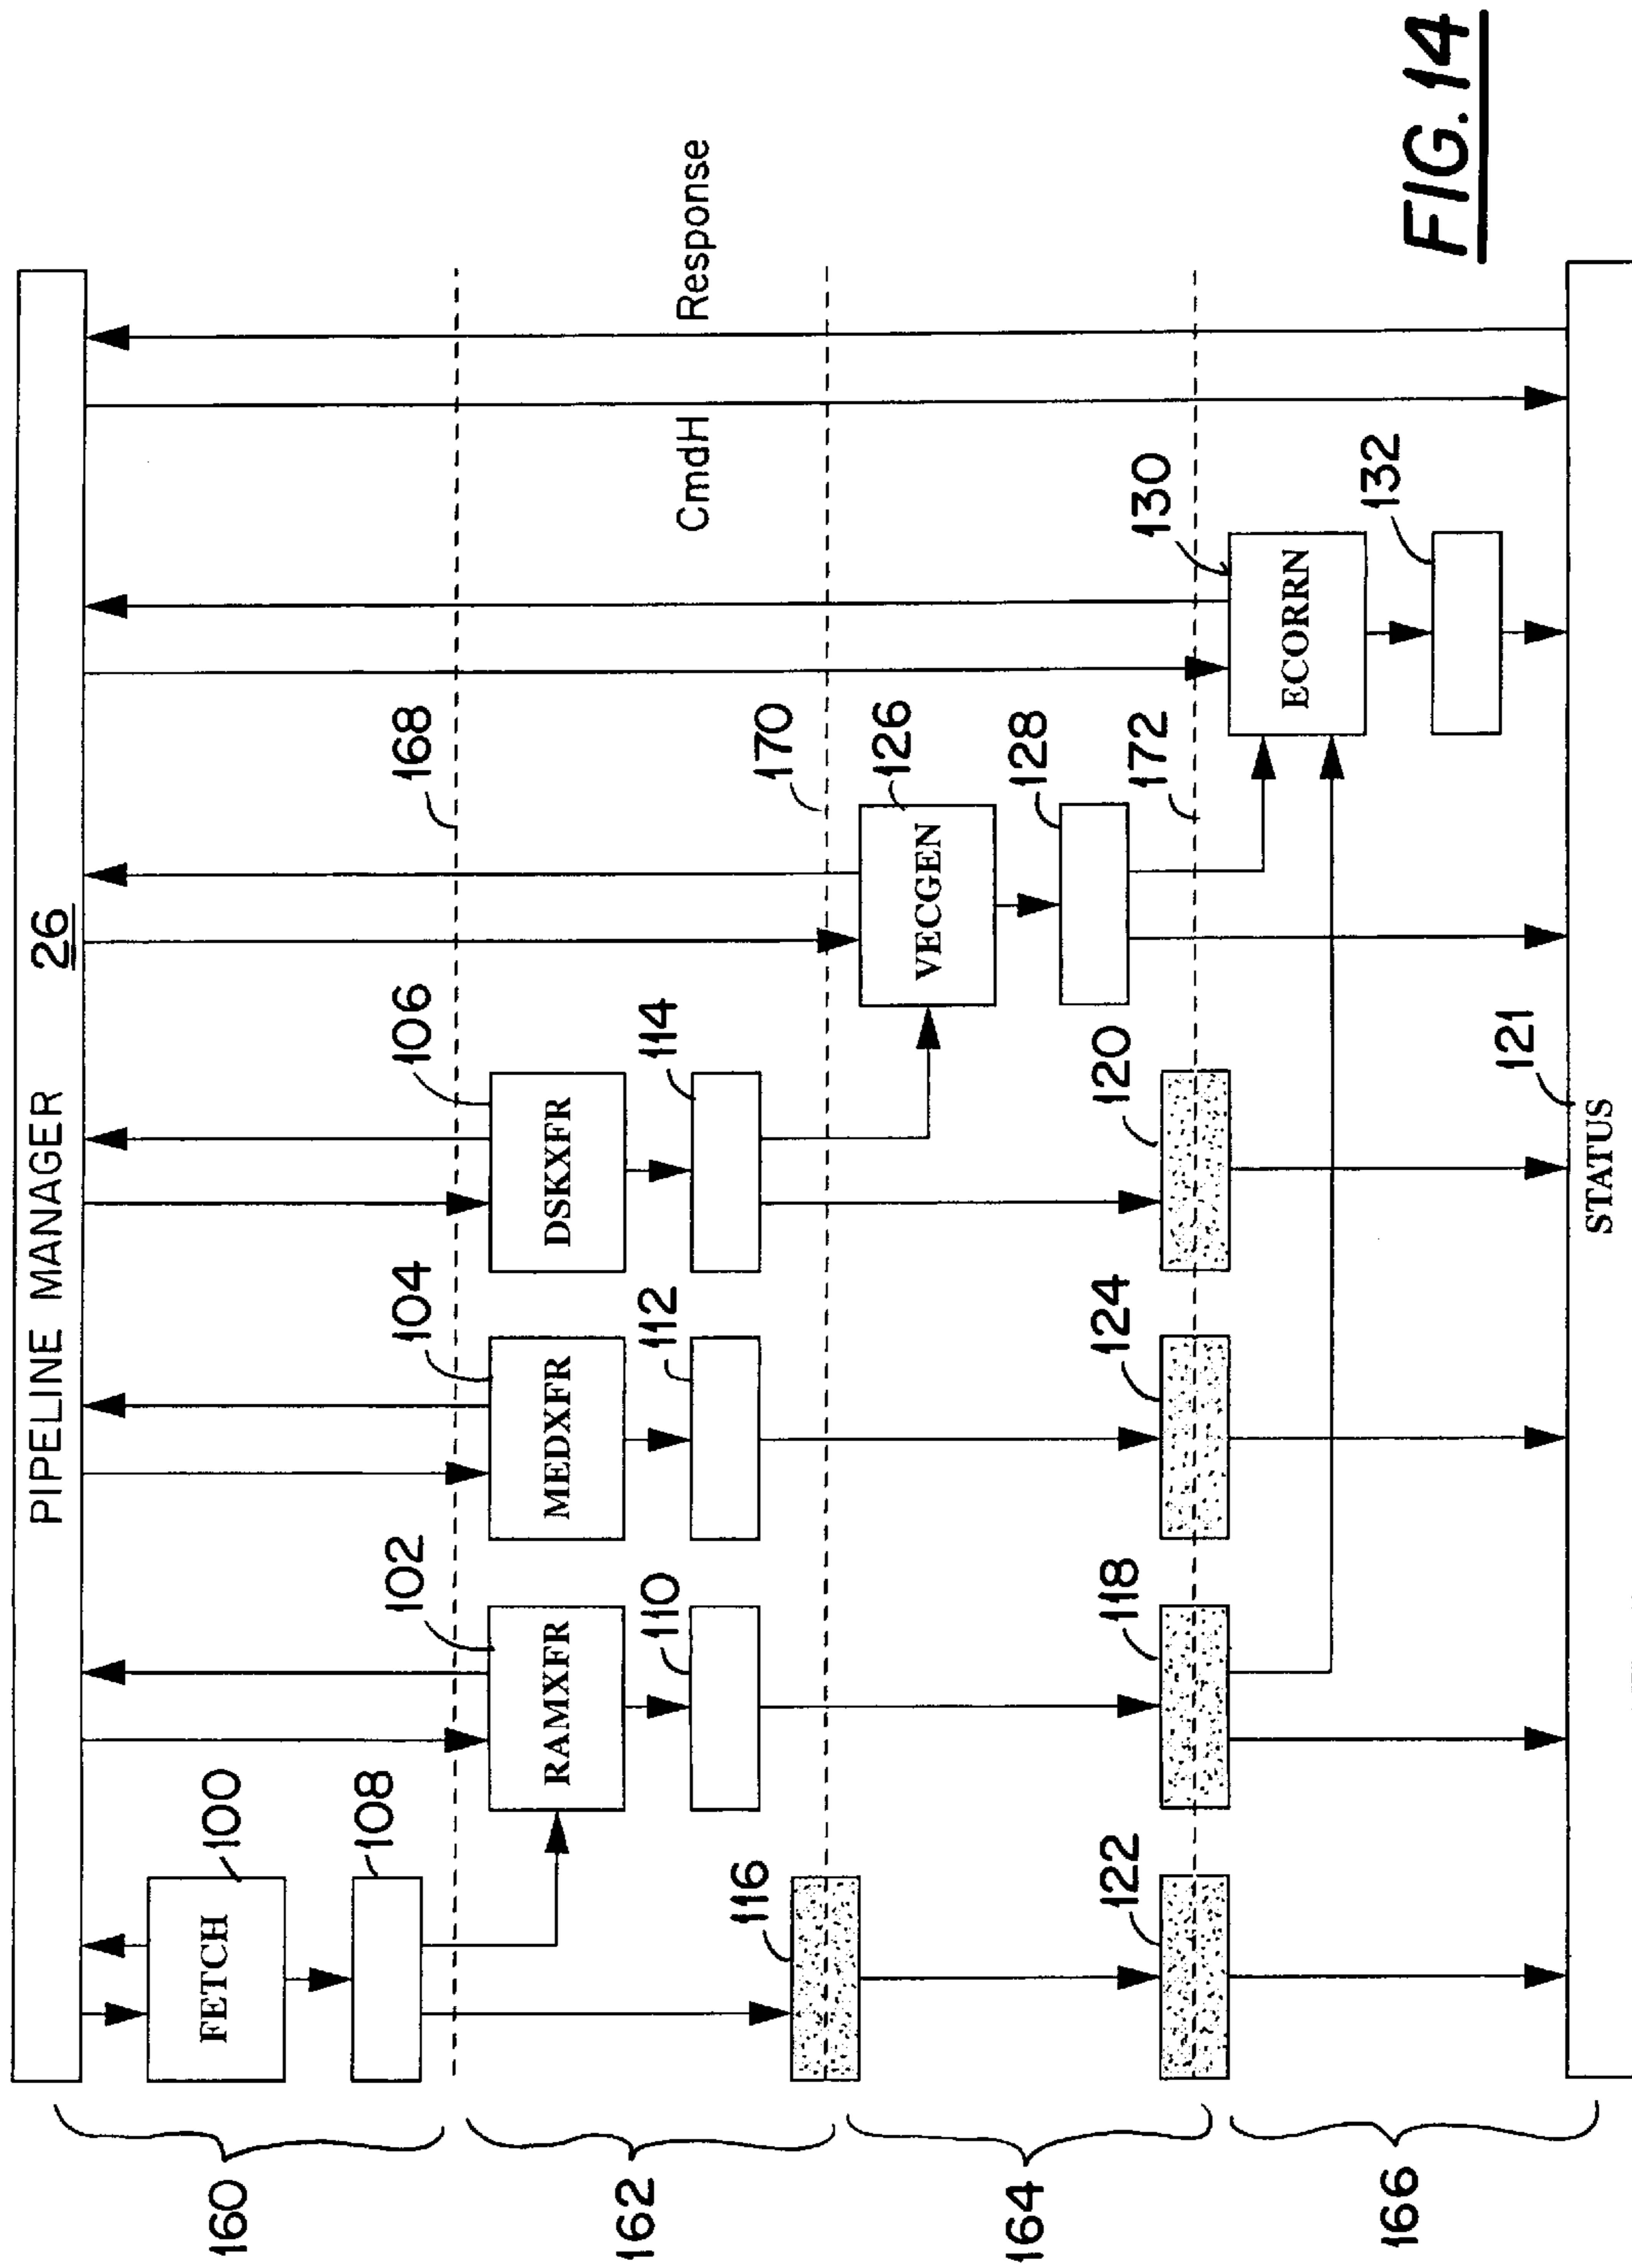 PIPELINE MANAGER 26
FETCH
100
108
160
168
RAMXFR
102
110
MEDXFR
104
112
DSKXFR
106
114
116
162
CmdH
Response
170
VECGEN
126
128
164
122
118
124
120
172
130
ECORRN
132
166
121
STATUS
FIG. 14